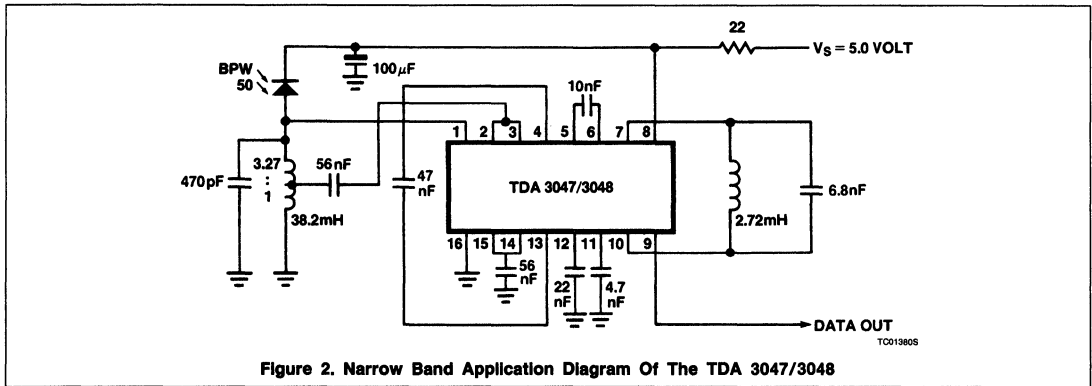 22
V_S = 5.0 VOLT
100μF
BPW
50
10nF
1 2 3 4 5 6 7 8
3.27
:
1
56nF
470pF
47
nF
TDA 3047/3048
6.8nF
38.2mH
2.72mH
16 15 14 13 12 11 10 9
56
nF
22
nF
4.7
nF
DATA OUT
TC01380S
Figure 2. Narrow Band Application Diagram Of The TDA 3047/3048